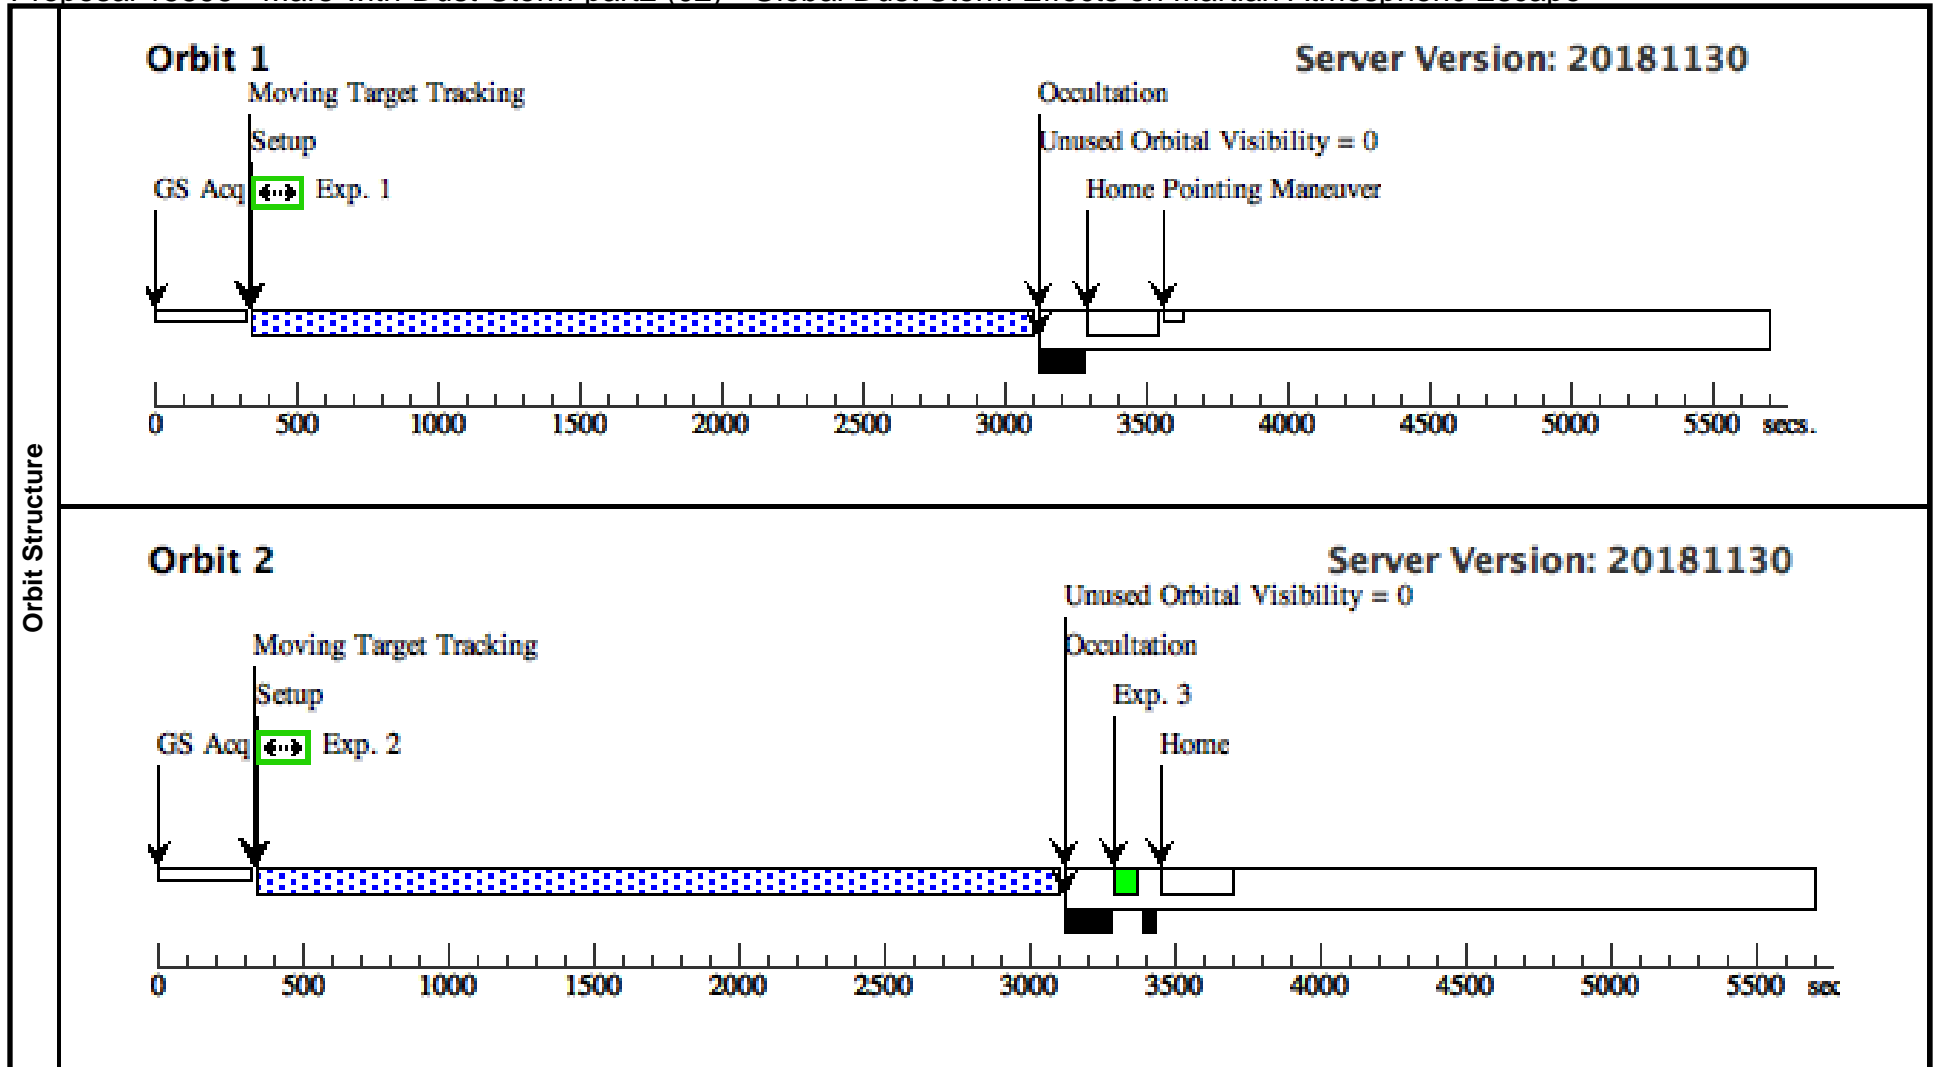 Orbit 1
Server Version: 20181130
Moving Target Tracking
Occultation
Setup
Unused Orbital Visibility = 0
GS Acq
Exp. 1
Home Pointing Maneuver
0 500 1000 1500 2000 2500 3000 3500 4000 4500 5000 5500 secs.
Orbit Structure
Orbit 2
Server Version: 20181130
Unused Orbital Visibility = 0
Moving Target Tracking
Occultation
Setup
Exp. 3
GS Acq
Exp. 2
Home
0 500 1000 1500 2000 2500 3000 3500 4000 4500 5000 5500 sec